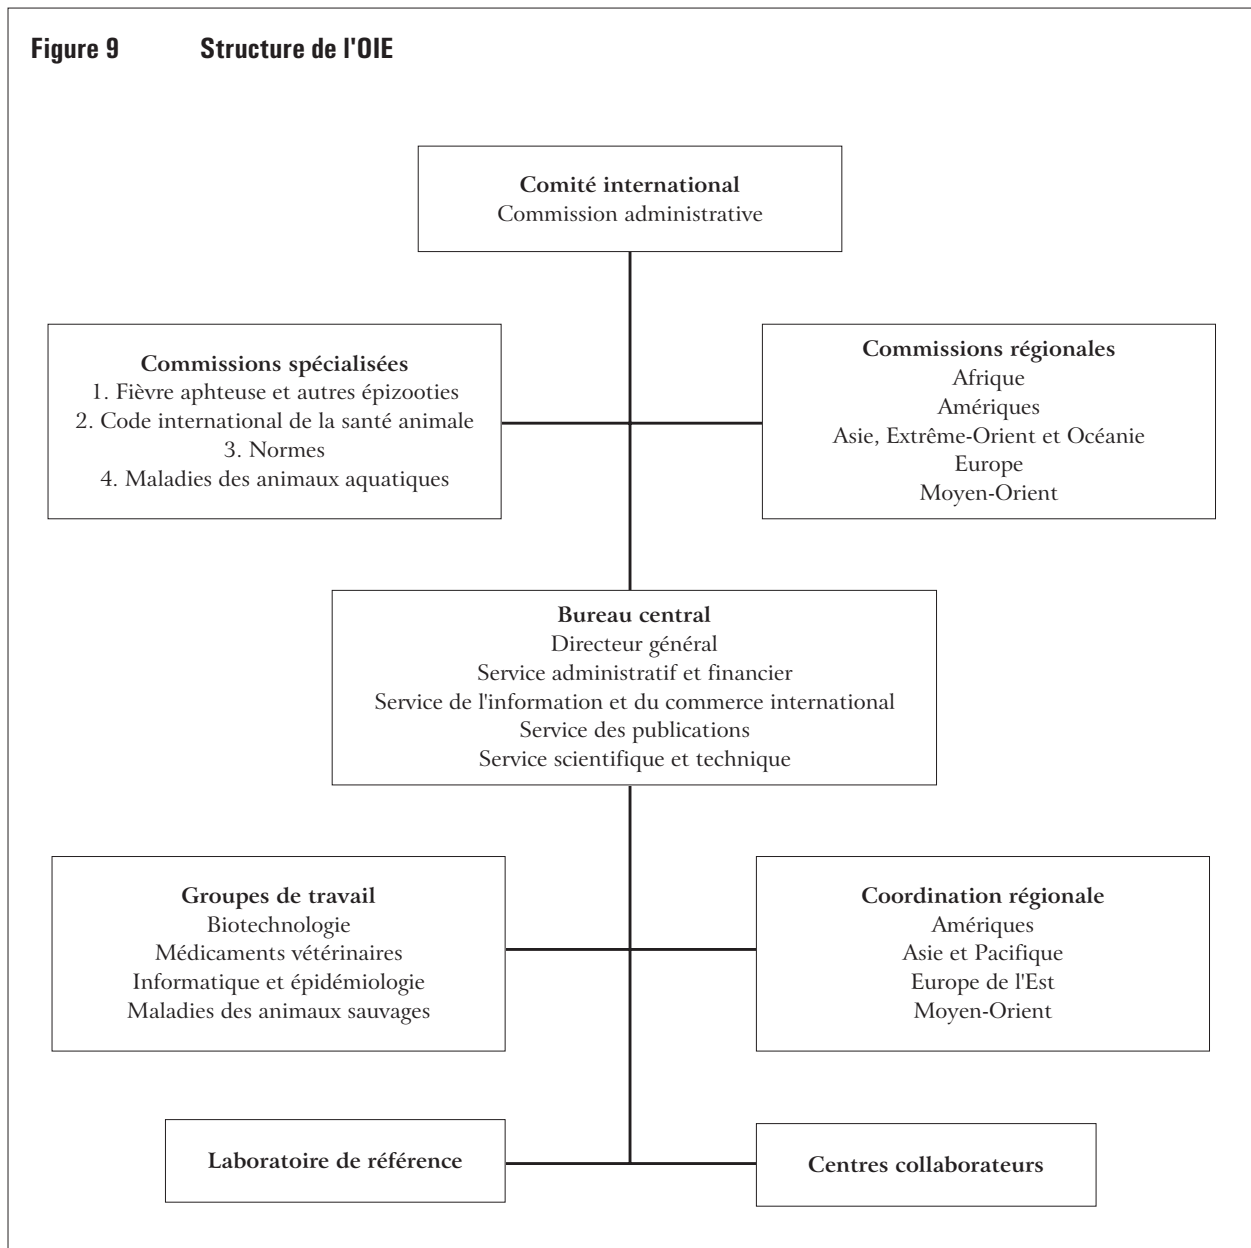 Figure 9 Structure de l'OIE
Comité international
Commission administrative
Commissions spécialisées
1. Fièvre aphteuse et autres épizooties
2. Code international de la santé animale
3. Normes
4. Maladies des animaux aquatiques
Commissions régionales
Afrique
Amériques
Asie, Extrême-Orient et Océanie
Europe
Moyen-Orient
Bureau central
Directeur général
Service administratif et financier
Service de l'information et du commerce international
Service des publications
Service scientifique et technique
Groupes de travail
Biotechnologie
Médicaments vétérinaires
Informatique et épidémiologie
Maladies des animaux sauvages
Coordination régionale
Amériques
Asie et Pacifique
Europe de l'Est
Moyen-Orient
Laboratoire de référence
Centres collaborateurs